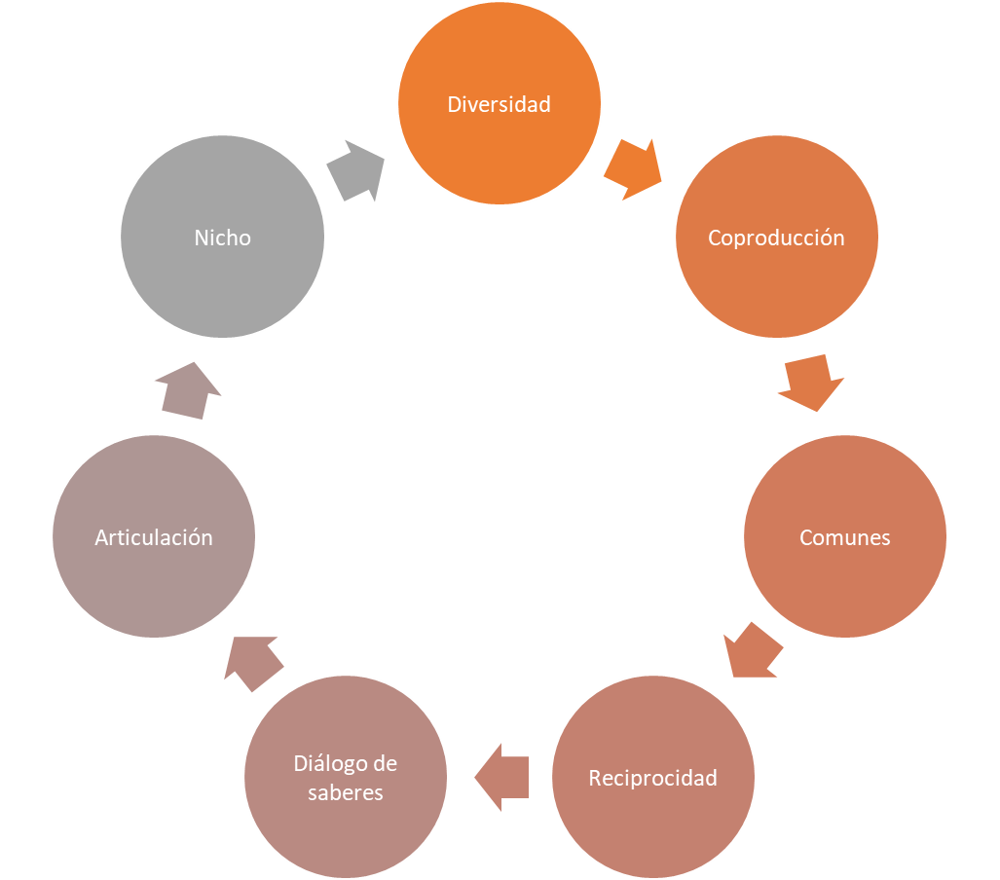 Diversidad
Coproducción
Comunes
Reciprocidad
Diálogo de
saberes
Articulación
Nicho